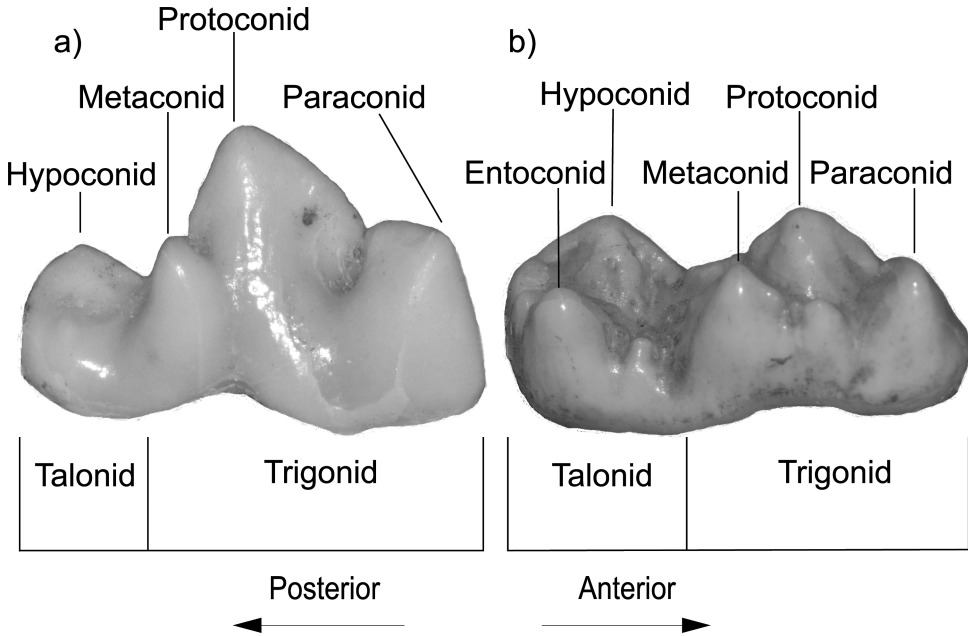 a)
Protoconid
Metaconid
Paraconid
Hypoconid
Talonid
Trigonid
b)
Hypoconid
Protoconid
Entoconid
Metaconid
Paraconid
Talonid
Trigonid
Posterior
Anterior